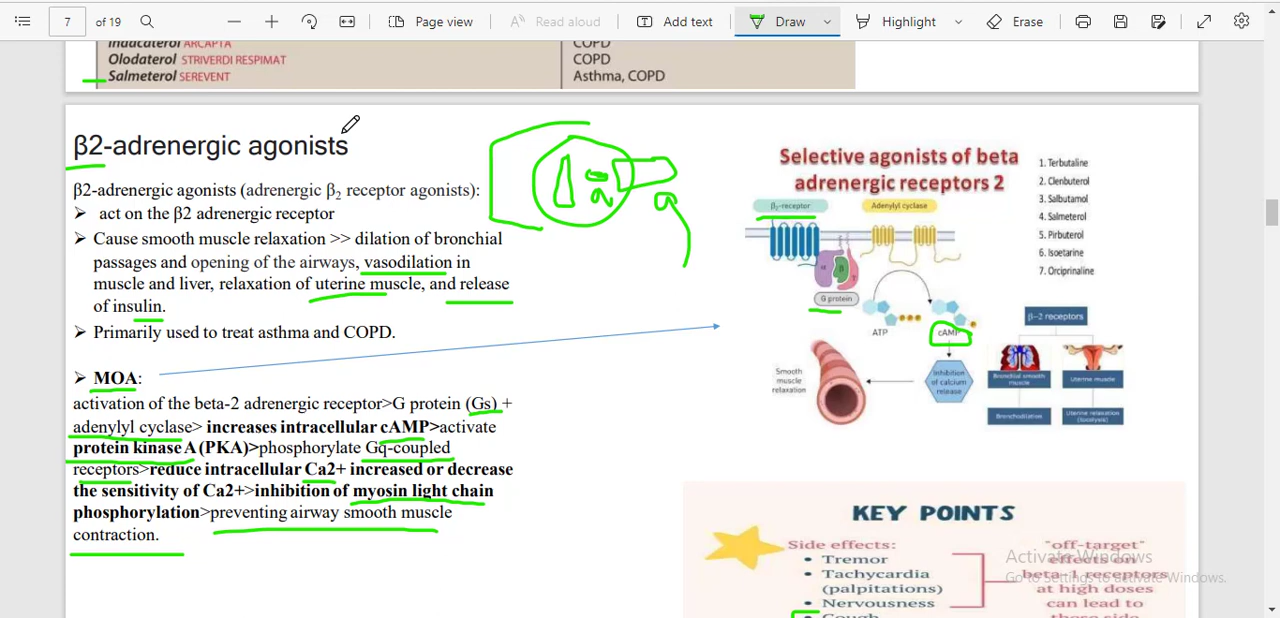 7 of 19 Page view Read aloud Add text Draw Highlight Erase
Indacaterol ARCAPTA COPD
Olodaterol STRIVERDI RESPIMAT COPD
Salmeterol SEREVENT Asthma, COPD
β2-adrenergic agonists
β2-adrenergic agonists (adrenergic β2 receptor agonists):
➢ act on the β2 adrenergic receptor
➢ Cause smooth muscle relaxation >> dilation of bronchial
passages and opening of the airways, vasodilation in
muscle and liver, relaxation of uterine muscle, and release
of insulin.
➢ Primarily used to treat asthma and COPD.
➢ MOA:
activation of the beta-2 adrenergic receptor>G protein (Gs) +
adenylyl cyclase> increases intracellular cAMP>activate
protein kinase A (PKA)>phosphorylate Gq-coupled
receptors>reduce intracellular Ca2+ increased or decrease
the sensitivity of Ca2+>inhibition of myosin light chain
phosphorylation>preventing airway smooth muscle
contraction.
Selective agonists of beta
adrenergic receptors 2
β2-receptor Adenylyl cyclase
α β γ
G protein
ATP cAMP
Smooth
muscle
relaxation
Inhibition
of calcium
release
1. Terbutaline
2. Clenbuterol
3. Salbutamol
4. Salmeterol
5. Pirbuterol
6. Isoetarine
7. Orciprinaline
β-2 receptors
Bronchial smooth
muscle
Uterine muscle
Bronchodilation
Uterine relaxation
(tocolysis)
KEY POINTS
Side effects:
• Tremor
• Tachycardia
(palpitations)
• Nervousness
• Cough
"off-target"
effects on
beta-1 receptors
at high doses
can lead to
these side
Activate Windows
Go to Settings to activate Windows.